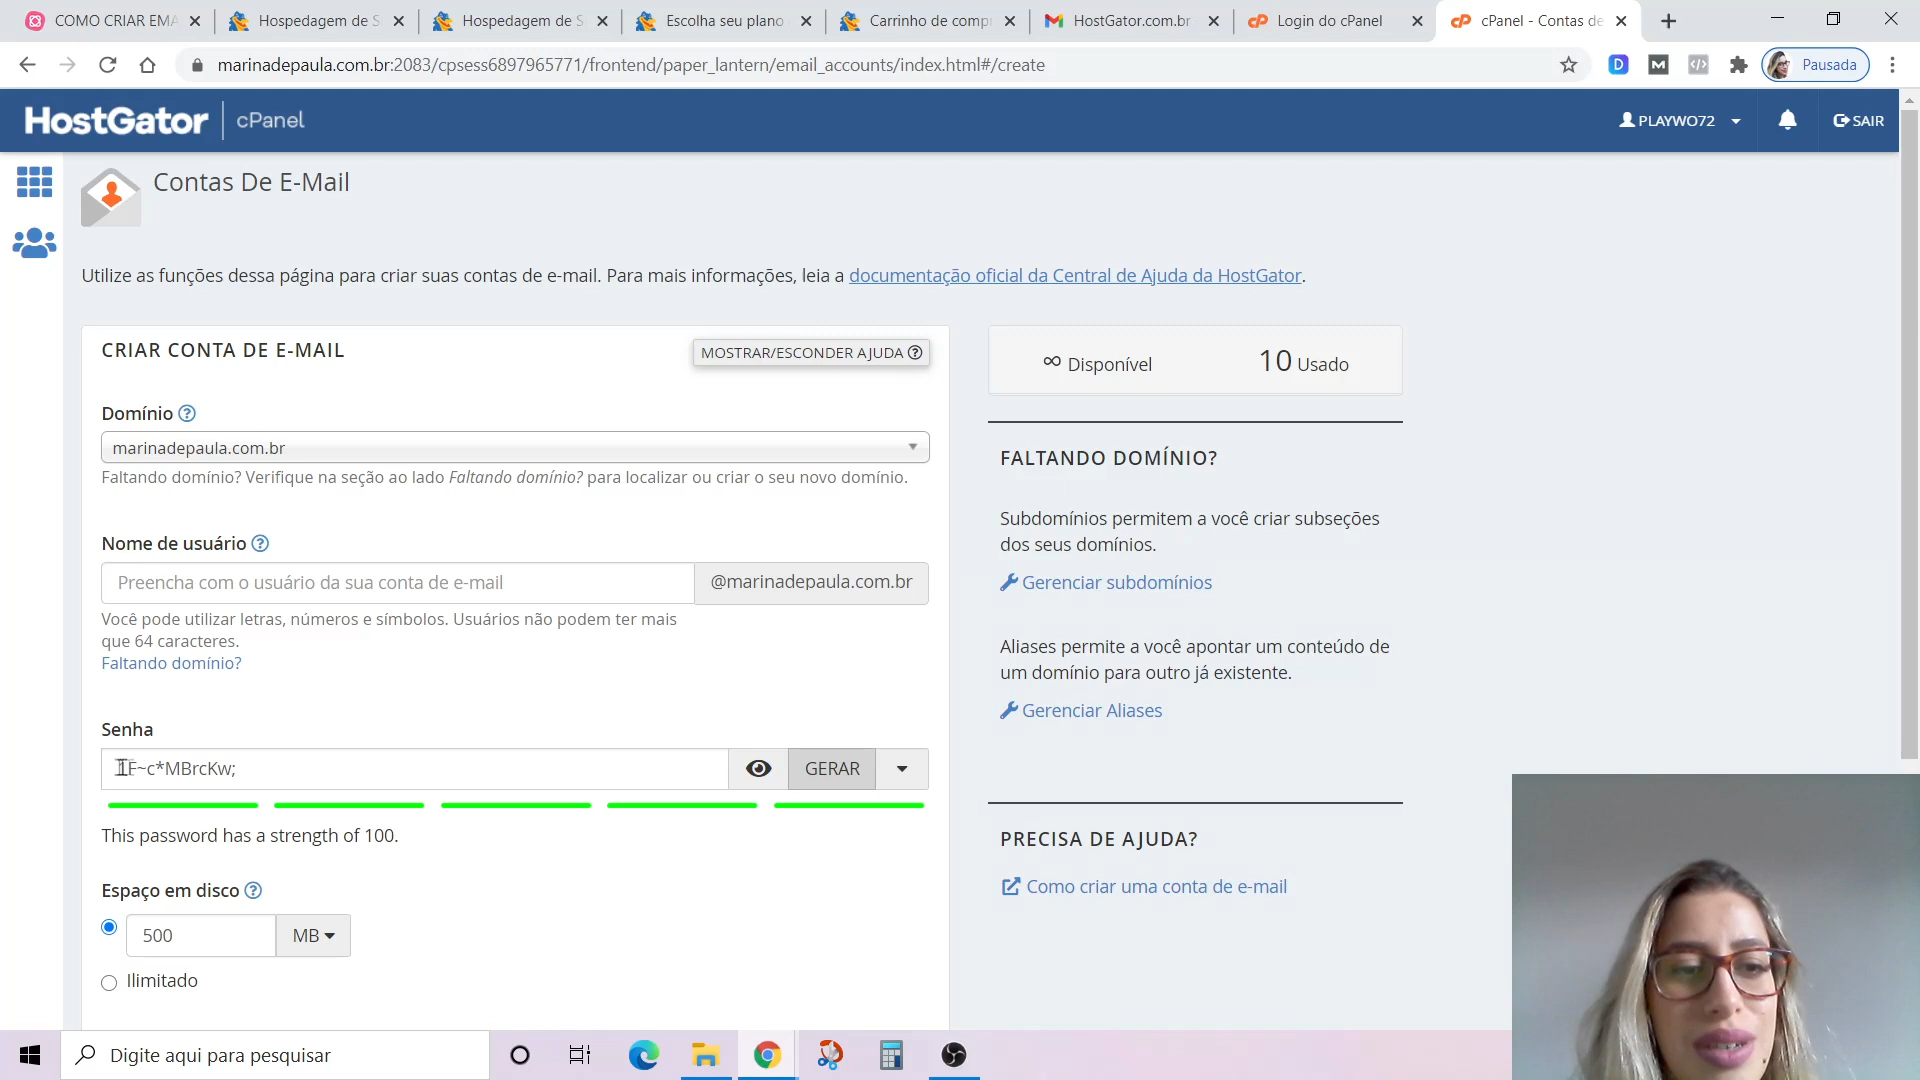 COMO CRIAR EMA
Hospedagem de S
Hospedagem de S
Escolha seu plano
Carrinho de comp
HostGator.com.br
Login do cPanel
cPanel - Contas de
marinadepaula.com.br:2083/cpsess6897965771/frontend/paper_lantern/email_accounts/index.html#/create
Pausada
HostGator cPanel
PLAYWO72
SAIR
Contas De E-Mail
Utilize as funções dessa página para criar suas contas de e-mail. Para mais informações, leia a documentação oficial da Central de Ajuda da HostGator.
CRIAR CONTA DE E-MAIL
MOSTRAR/ESCONDER AJUDA
∞ Disponível
10 Usado
Domínio
marinadepaula.com.br
Faltando domínio? Verifique na seção ao lado Faltando domínio? para localizar ou criar o seu novo domínio.
Nome de usuário
Preencha com o usuário da sua conta de e-mail
@marinadepaula.com.br
Você pode utilizar letras, números e símbolos. Usuários não podem ter mais
que 64 caracteres.
Faltando domínio?
Senha
GERAR
This password has a strength of 100.
Espaço em disco
500
MB
Ilimitado
FALTANDO DOMÍNIO?
Subdomínios permitem a você criar subseções
dos seus domínios.
Gerenciar subdomínios
Aliases permite a você apontar um conteúdo de
um domínio para outro já existente.
Gerenciar Aliases
PRECISA DE AJUDA?
Como criar uma conta de e-mail
Digite aqui para pesquisar